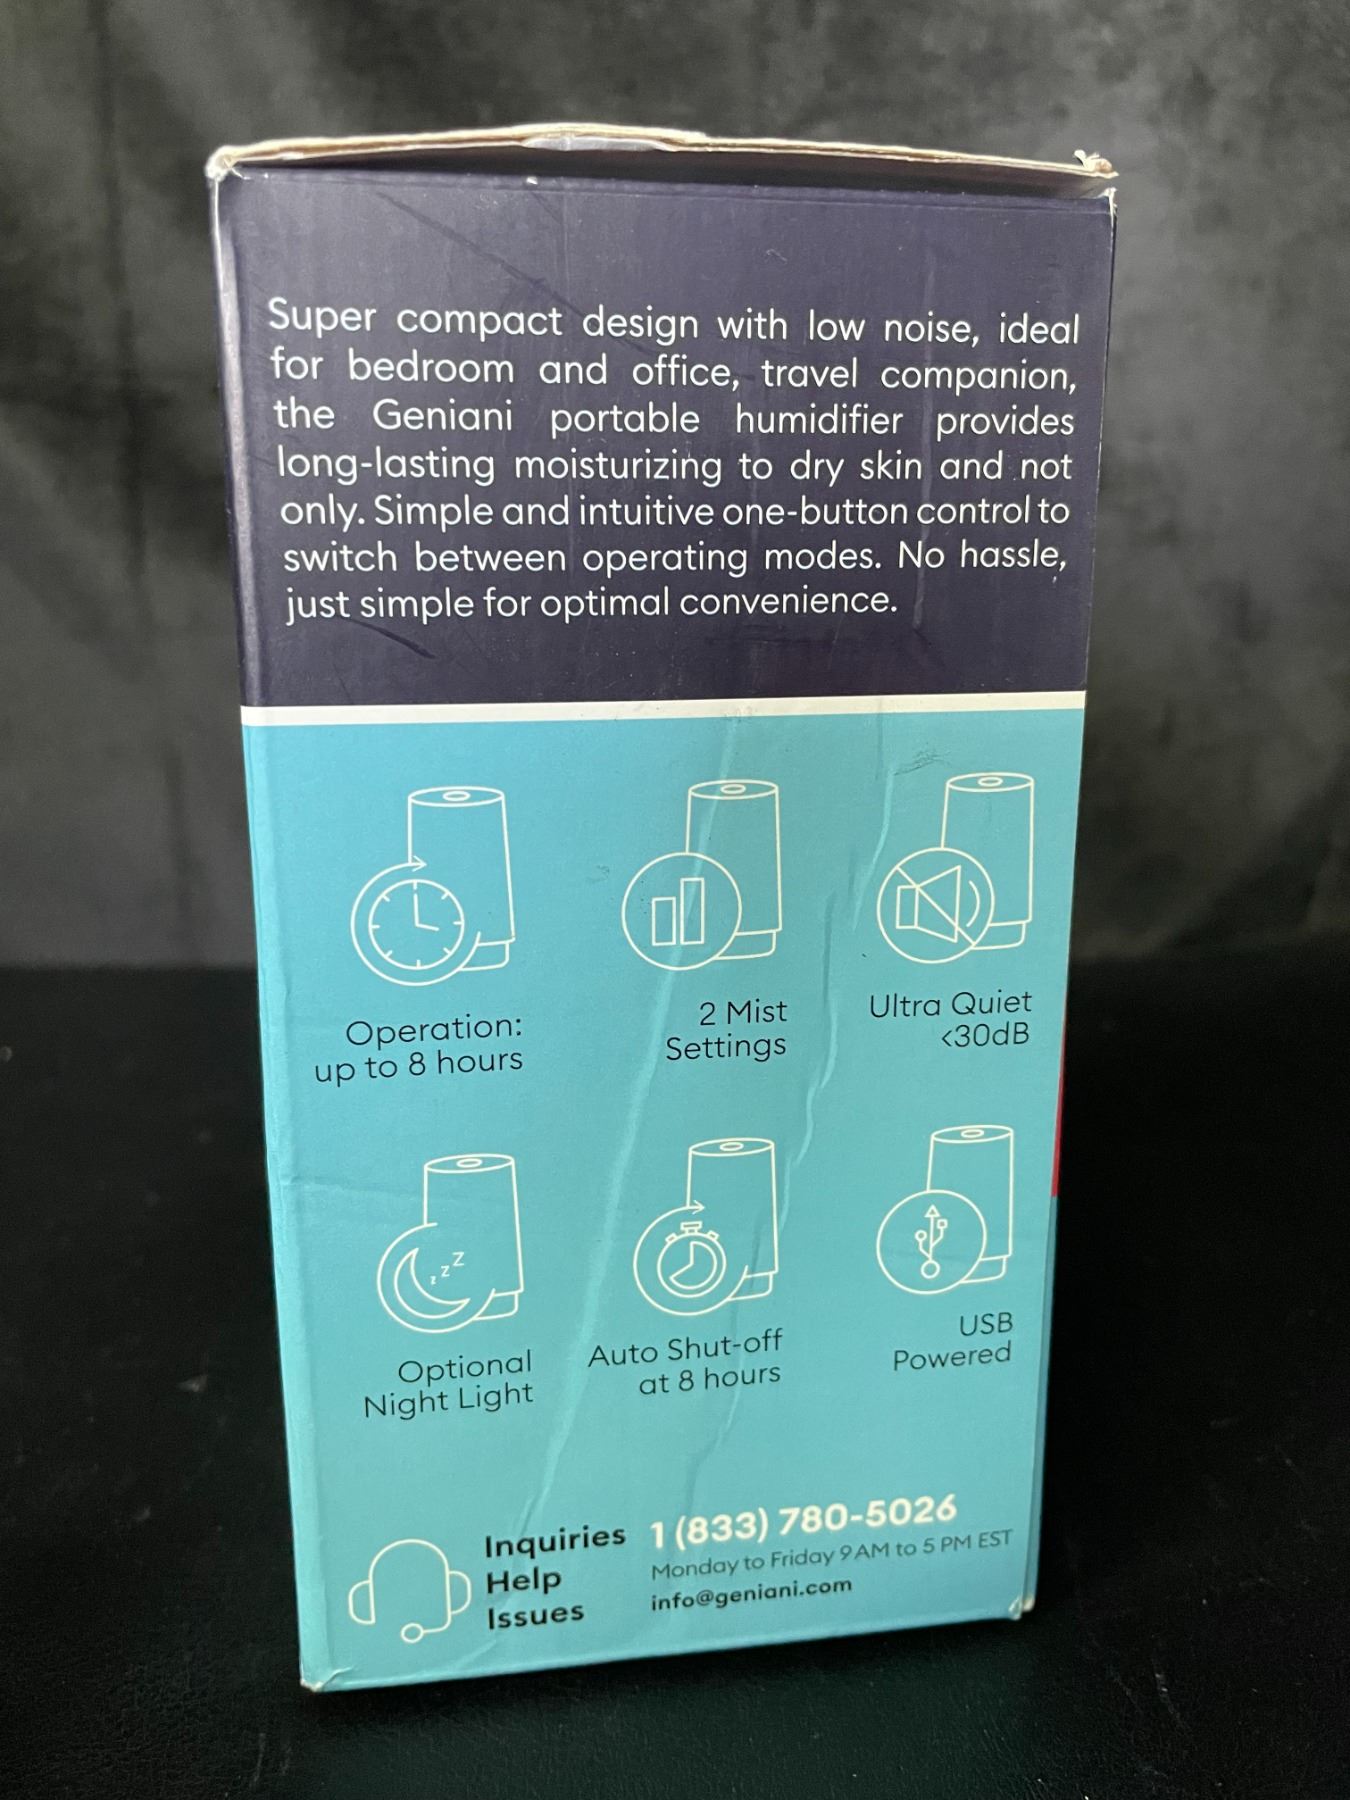 Super compact design with low noise, ideal
for bedroom and office, travel companion,
the Geniani portable humidifier provides
long-lasting moisturizing to dry skin and not
only. Simple and intuitive one-button control to
switch between operating modes. No hassle,
just simple for optimal convenience.
Operation:
up to 8 hours
2 Mist
Settings
Ultra Quiet
<30dB
z z Z
Optional
Night Light
Auto Shut-off
at 8 hours
USB
Powered
Inquiries
Help
Issues
1 (833) 780-5026
Monday to Friday 9 AM to 5 PM EST
info@geniani.com